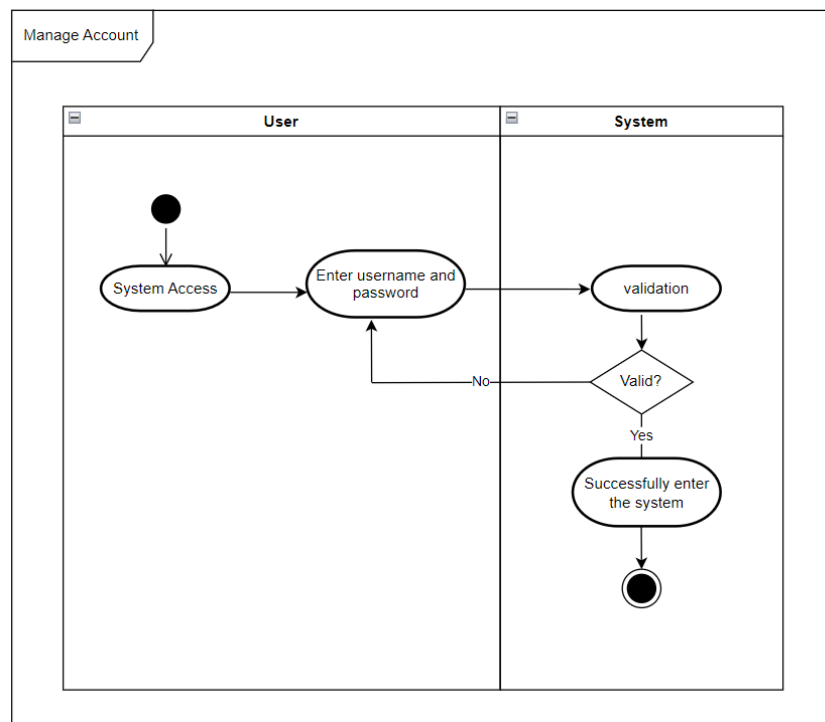 Manage Account
User
System
System Access
Enter username and
password
validation
Valid?
No
Yes
Successfully enter
the system